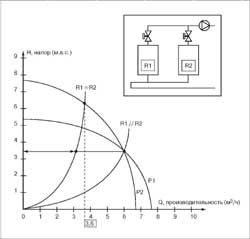 H, напор (м.в.с.)
9
8
7
6
5
4
3
2
1
0
R1 = R2
R1 // R2
R1
R2
P1
P2
0 1 2 3 4 5 6 7 8 9 10
3,6
Q, производительность (м³/ч)